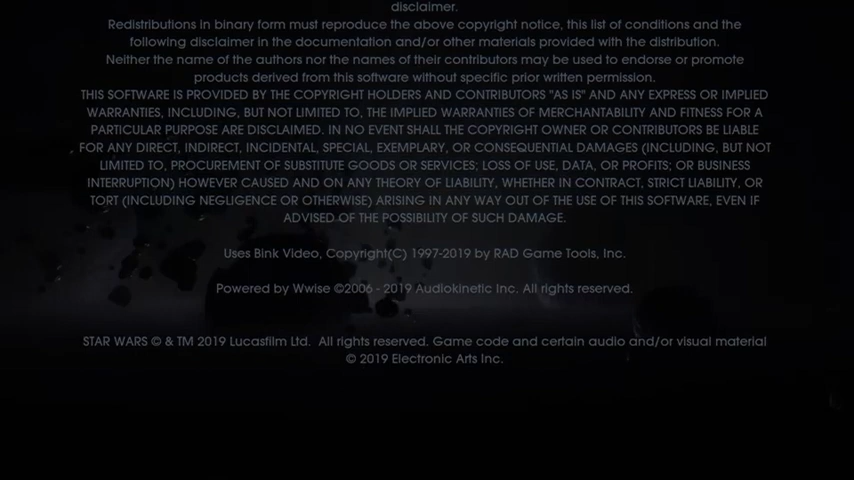 disclaimer.
Redistributions in binary form must reproduce the above copyright notice, this list of conditions and the
following disclaimer in the documentation and/or other materials provided with the distribution.
Neither the name of the authors nor the names of their contributors may be used to endorse or promote
products derived from this software without specific prior written permission.
THIS SOFTWARE IS PROVIDED BY THE COPYRIGHT HOLDERS AND CONTRIBUTORS "AS IS" AND ANY EXPRESS OR IMPLIED
WARRANTIES, INCLUDING, BUT NOT LIMITED TO, THE IMPLIED WARRANTIES OF MERCHANTABILITY AND FITNESS FOR A
PARTICULAR PURPOSE ARE DISCLAIMED. IN NO EVENT SHALL THE COPYRIGHT OWNER OR CONTRIBUTORS BE LIABLE
FOR ANY DIRECT, INDIRECT, INCIDENTAL, SPECIAL, EXEMPLARY, OR CONSEQUENTIAL DAMAGES (INCLUDING, BUT NOT
LIMITED TO, PROCUREMENT OF SUBSTITUTE GOODS OR SERVICES; LOSS OF USE, DATA, OR PROFITS; OR BUSINESS
INTERRUPTION) HOWEVER CAUSED AND ON ANY THEORY OF LIABILITY, WHETHER IN CONTRACT, STRICT LIABILITY, OR
TORT (INCLUDING NEGLIGENCE OR OTHERWISE) ARISING IN ANY WAY OUT OF THE USE OF THIS SOFTWARE, EVEN IF
ADVISED OF THE POSSIBILITY OF SUCH DAMAGE.
Uses Bink Video, Copyright(C) 1997-2019 by RAD Game Tools, Inc.
Powered by Wwise ©2006 - 2019 Audiokinetic Inc. All rights reserved.
STAR WARS © & TM 2019 Lucasfilm Ltd.  All rights reserved. Game code and certain audio and/or visual material
© 2019 Electronic Arts Inc.